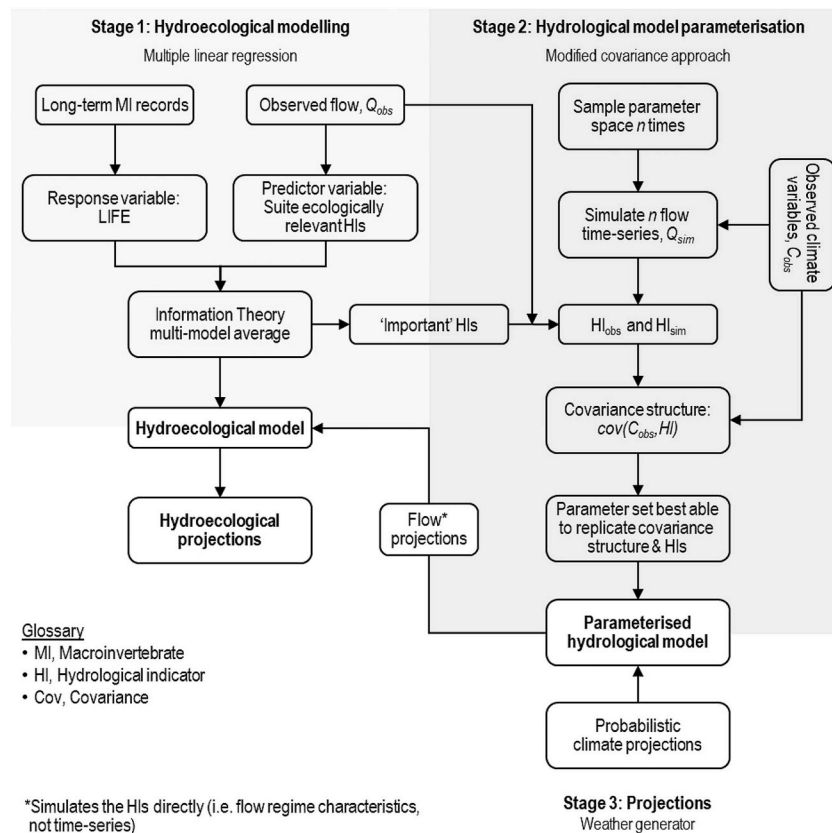 Stage 1: Hydroecological modelling
Multiple linear regression
Long-term MI records
Observed flow, Qobs
Response variable:
LIFE
Predictor variable:
Suite ecologically
relevant HIs
Information Theory
multi-model average
'Important' HIs
Hydroecological model
Hydroecological
projections
Stage 2: Hydrological model parameterisation
Modified covariance approach
Sample parameter
space n times
Simulate n flow
time-series, Qsim
Observed climate
variables, Cobs
HIobs and HIsim
Covariance structure:
cov(Cobs,HI)
Parameter set best able
to replicate covariance
structure & HIs
Flow*
projections
Parameterised
hydrological model
Probabilistic
climate projections
Stage 3: Projections
Weather generator
Glossary
• MI, Macroinvertebrate
• HI, Hydrological indicator
• Cov, Covariance
*Simulates the HIs directly (i.e. flow regime characteristics,
not time-series)